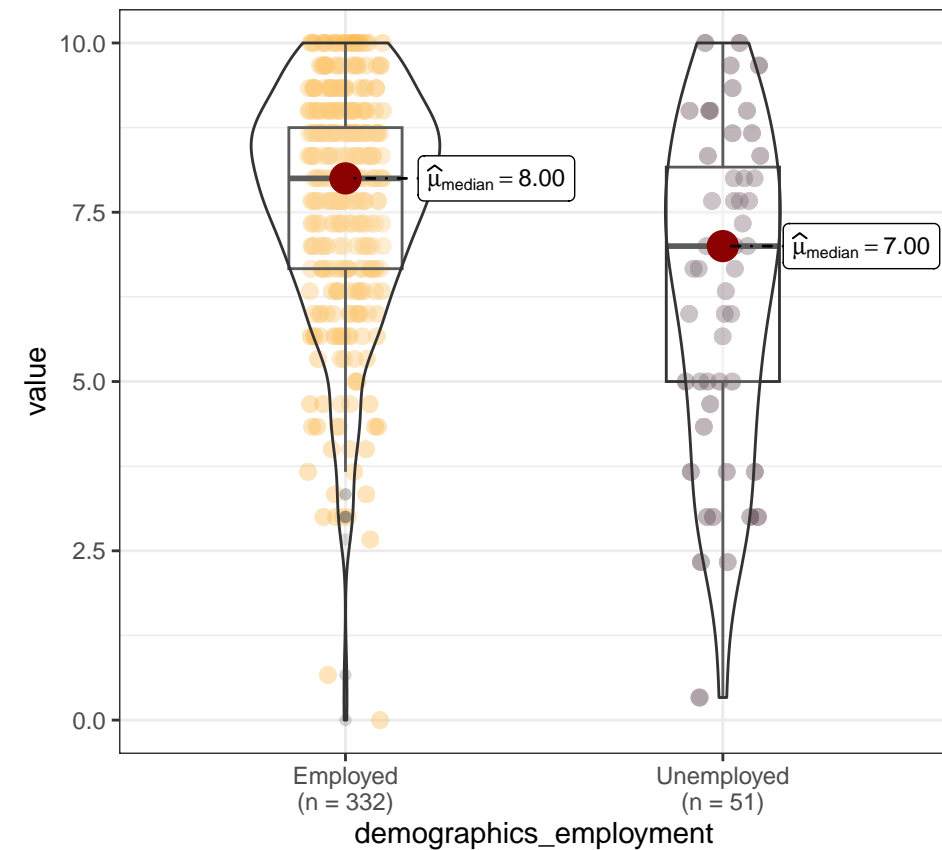 10.0
7.5
5.0
2.5
0.0
value
μ̂median = 8.00
μ̂median = 7.00
Employed
(n = 332)
Unemployed
(n = 51)
demographics_employment